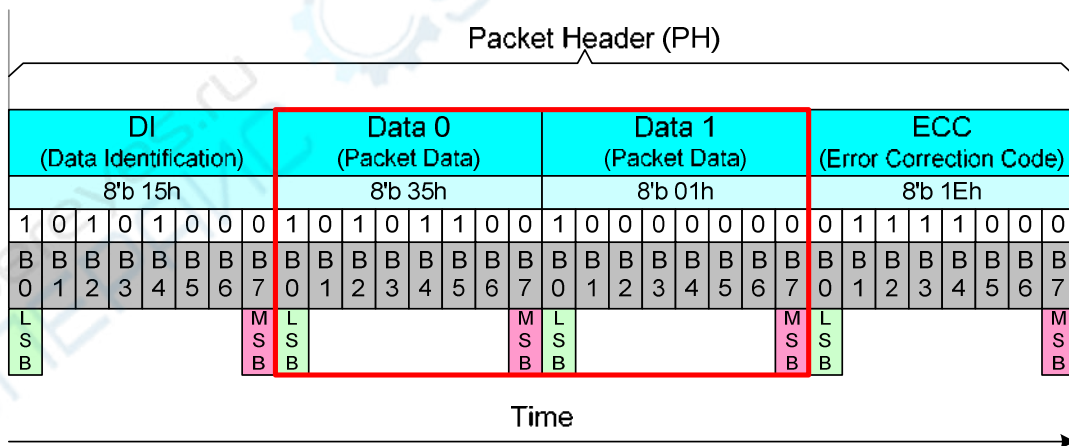 Packet Header (PH)
DI Data 0 Data 1 ECC
(Data Identification) (Packet Data) (Packet Data) (Error Correction Code)
8'b 15h 8'b 35h 8'b 01h 8'b 1Eh
1 0 1 0 1 0 0 0 1 0 1 0 1 1 0 0 1 0 0 0 0 0 0 0 0 1 1 1 1 0 0 0
B B B B B B B B B B B B B B B B B B B B B B B B B B B B B B B B
0 1 2 3 4 5 6 7 0 1 2 3 4 5 6 7 0 1 2 3 4 5 6 7 0 1 2 3 4 5 6 7
L M L M L M L M
S S S S S S S S
B B B B B B B B
Time